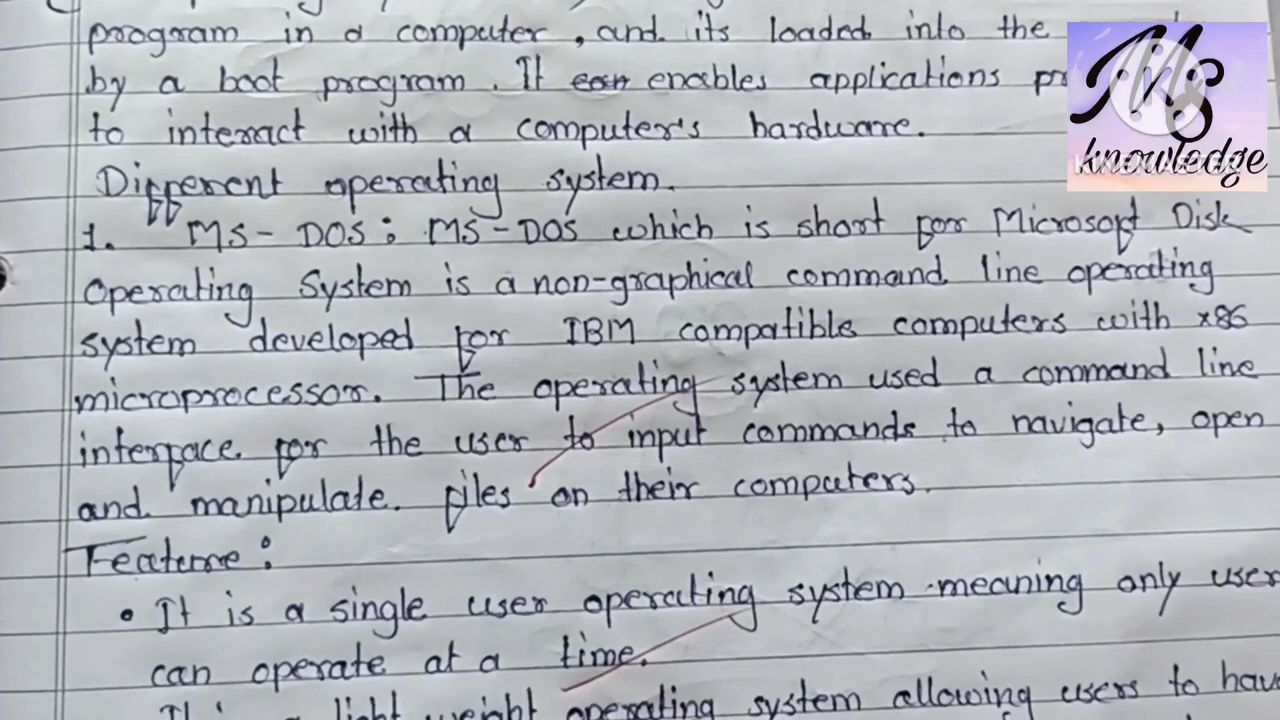 program in a computer, and its loaded into the
by a boot program. It enables applications
to interact with a computer's hardware.
Different operating system.
1. MS-DOS: MS-DOS which is short for Microsoft Disk
Operating System is a non-graphical command line operating
system developed for IBM compatible computers with x86
microprocessor. The operating system used a command line
interface for the user to input commands to navigate, open
and manipulate files on their computers.
Feature:
• It is a single user operating system meaning only user
can operate at a time.
light weight operating system allowing users to have
MS
knowledge